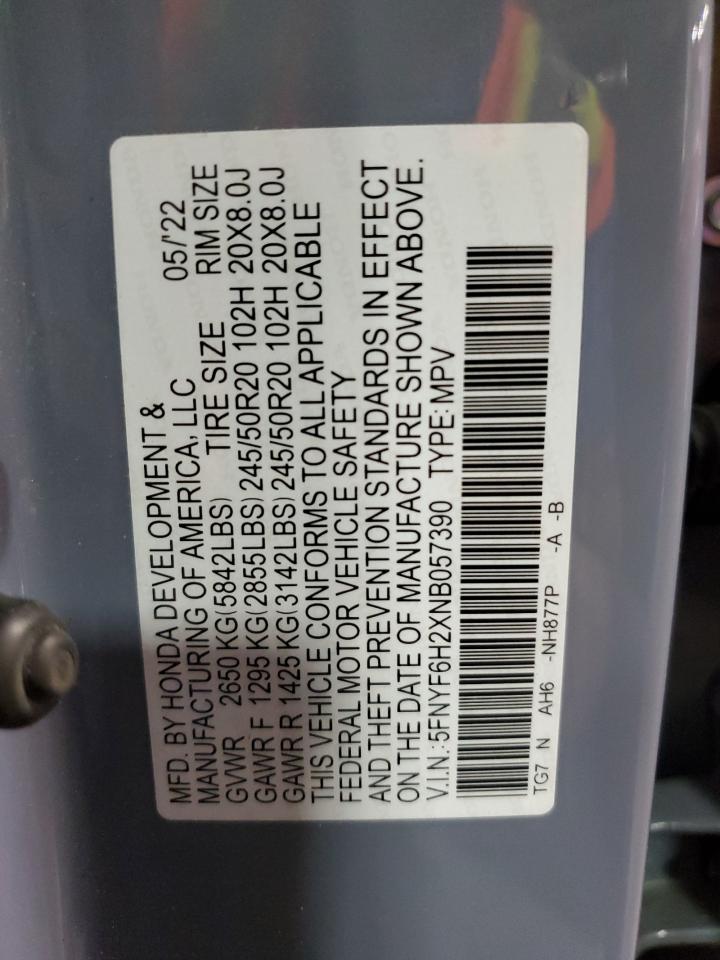 MFD. BY HONDA DEVELOPMENT & 05/'22
MANUFACTURING OF AMERICA, LLC
GVWR 2650 KG(5842LBS) TIRE SIZE RIM SIZE
GAWR F 1295 KG(2855LBS) 245/50R20 102H 20X8.0J
GAWR R 1425 KG(3142LBS) 245/50R20 102H 20X8.0J
THIS VEHICLE CONFORMS TO ALL APPLICABLE
FEDERAL MOTOR VEHICLE SAFETY
AND THEFT PREVENTION STANDARDS IN EFFECT
ON THE DATE OF MANUFACTURE SHOWN ABOVE.
V.I.N.:5FNYF6H2XNB057390 TYPE:MPV
TG7 N AH6 -NH877P -A -B